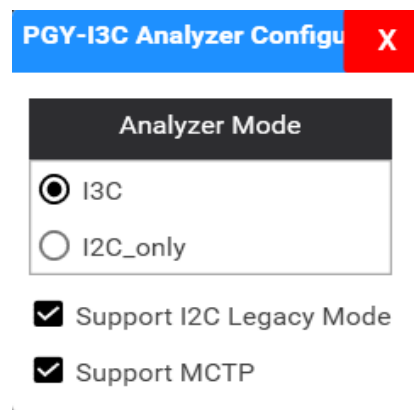 PGY-I3C Analyzer Configu
X
Analyzer Mode
I3C
I2C_only
Support I2C Legacy Mode
Support MCTP